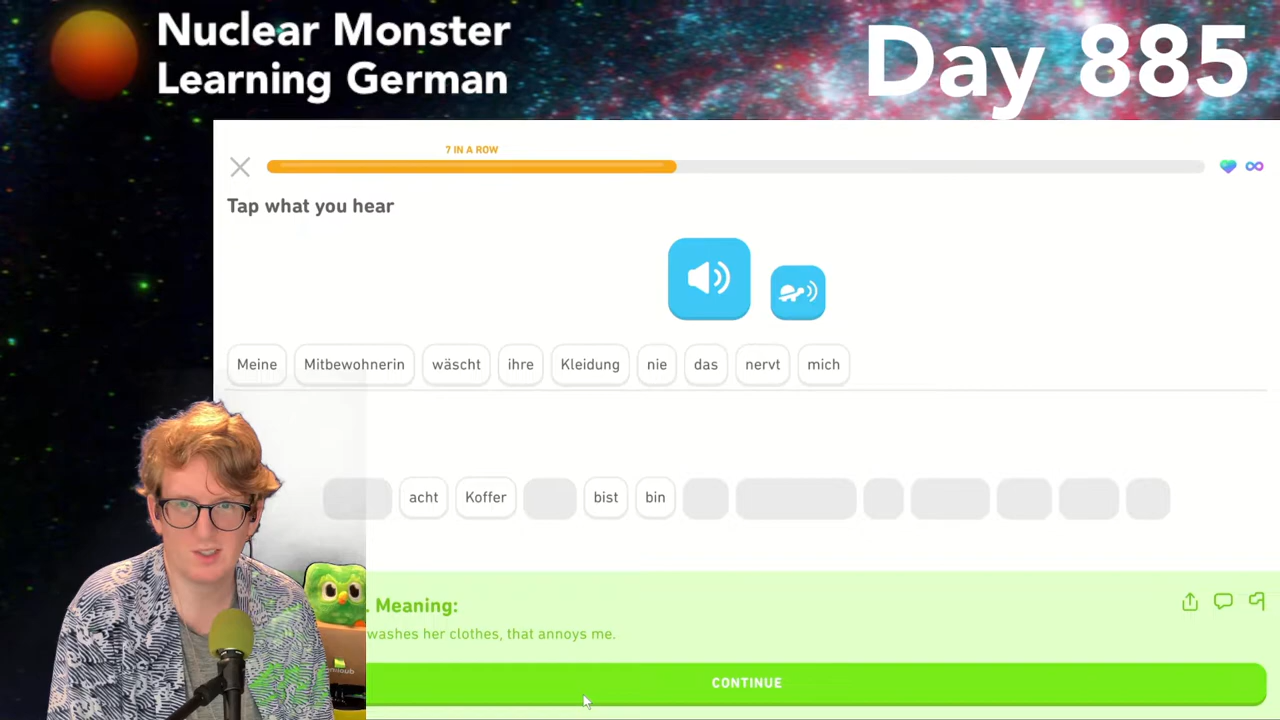 Nuclear Monster
Learning German
Day 885
7 IN A ROW
Tap what you hear
Meine Mitbewohnerin wäscht ihre Kleidung nie das nervt mich
acht Koffer bist bin
. Meaning:
washes her clothes, that annoys me.
CONTINUE